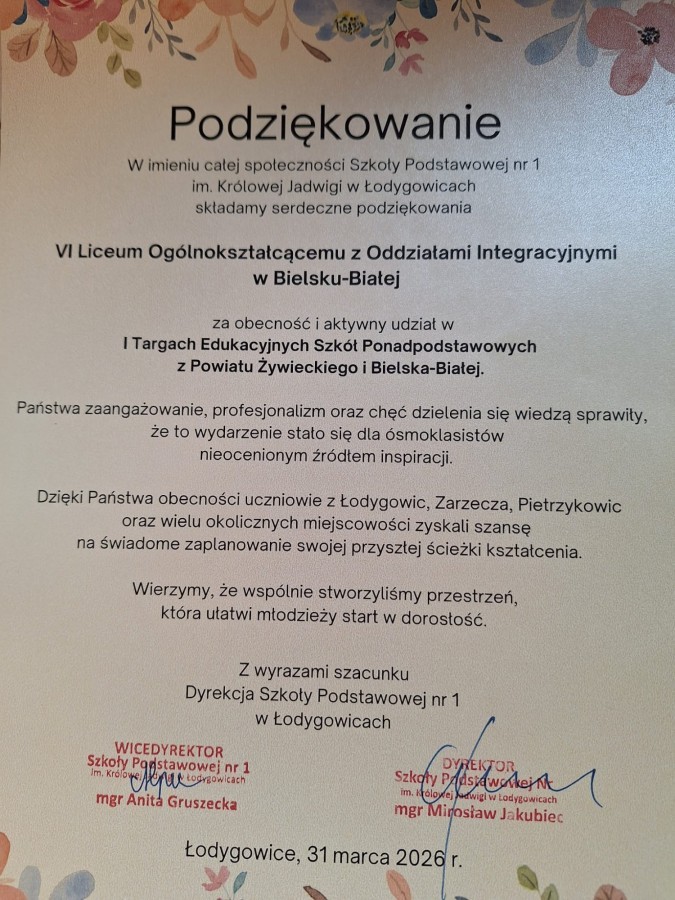 Podziękowanie
W imieniu całej społeczności Szkoły Podstawowej nr 1
im. Królowej Jadwigi w Łodygowicach
składamy serdeczne podziękowania
VI Liceum Ogólnokształcącemu z Oddziałami Integracyjnymi
w Bielsku-Białej
za obecność i aktywny udział w
I Targach Edukacyjnych Szkół Ponadpodstawowych
z Powiatu Żywieckiego i Bielska-Białej.
Państwa zaangażowanie, profesjonalizm oraz chęć dzielenia się wiedzą sprawiły,
że to wydarzenie stało się dla ósmoklasistów
nieocenionym źródłem inspiracji.
Dzięki Państwa obecności uczniowie z Łodygowic, Zarzecza, Pietrzykowic
oraz wielu okolicznych miejscowości zyskali szansę
na świadome zaplanowanie swojej przyszłej ścieżki kształcenia.
Wierzymy, że wspólnie stworzyliśmy przestrzeń,
która ułatwi młodzieży start w dorosłość.
Z wyrazami szacunku
Dyrekcja Szkoły Podstawowej nr 1
w Łodygowicach
WICEDYREKTOR
Szkoły Podstawowej nr 1
im. Królowej Jadwigi w Łodygowicach
mgr Anita Gruszecka
DYREKTOR
Szkoły Podstawowej Nr
im. Królowej Jadwigi w Łodygowicach
mgr Mirosław Jakubiec
Łodygowice, 31 marca 2026 r.